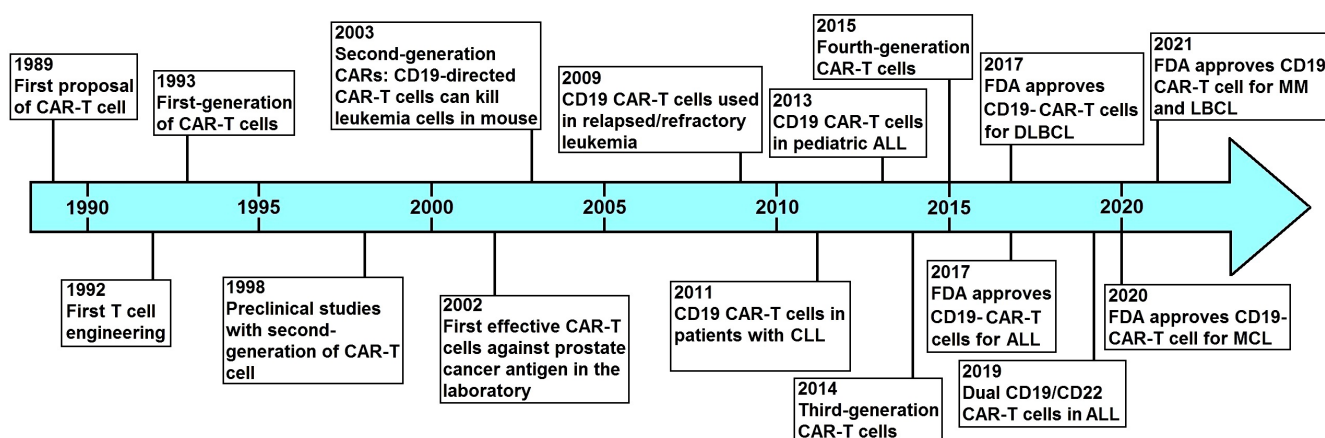 1989
First proposal
of CAR-T cell
1993
First-generation
of CAR-T cells
2003
Second-generation
CARs: CD19-directed
CAR-T cells can kill
leukemia cells in mouse
2009
CD19 CAR-T cells used
in relapsed/refractory
leukemia
2013
CD19 CAR-T cells
in pediatric ALL
2015
Fourth-generation
CAR-T cells
2017
FDA approves
CD19-CAR-T cells
for DLBCL
2021
FDA approves CD19
CAR-T cell for MM
and LBCL
1990 1995 2000 2005 2010 2015 2020
1992
First T cell
engineering
1998
Preclinical studies
with second-
generation of CAR-T
cell
2002
First effective CAR-T
cells against prostate
cancer antigen in the
laboratory
2011
CD19 CAR-T cells in
patients with CLL
2014
Third-generation
CAR-T cells
2017
FDA approves
CD19-CAR-T
cells for ALL
2019
Dual CD19/CD22
CAR-T cells in ALL
2020
FDA approves CD19-
CAR-T cell for MCL